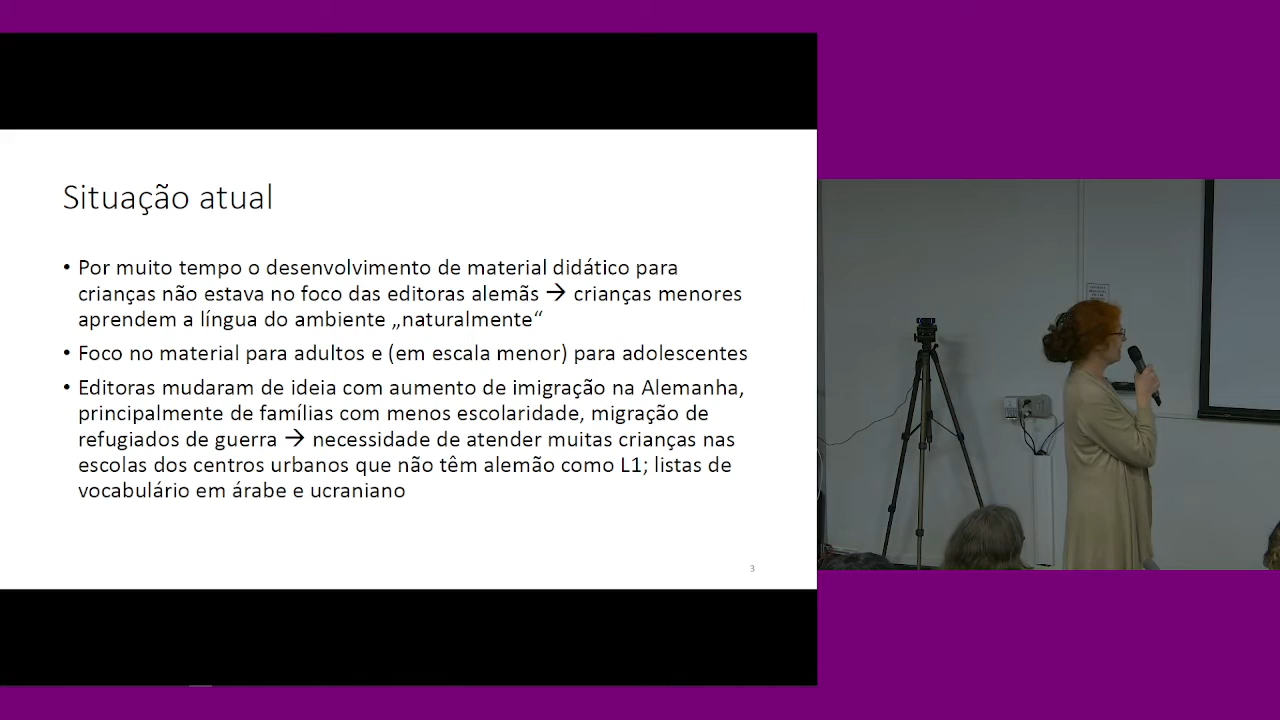 Situação atual
• Por muito tempo o desenvolvimento de material didático para
crianças não estava no foco das editoras alemãs → crianças menores
aprendem a língua do ambiente „naturalmente“
• Foco no material para adultos e (em escala menor) para adolescentes
• Editoras mudaram de ideia com aumento de imigração na Alemanha,
principalmente de famílias com menos escolaridade, migração de
refugiados de guerra → necessidade de atender muitas crianças nas
escolas dos centros urbanos que não têm alemão como L1; listas de
vocabulário em árabe e ucraniano
3